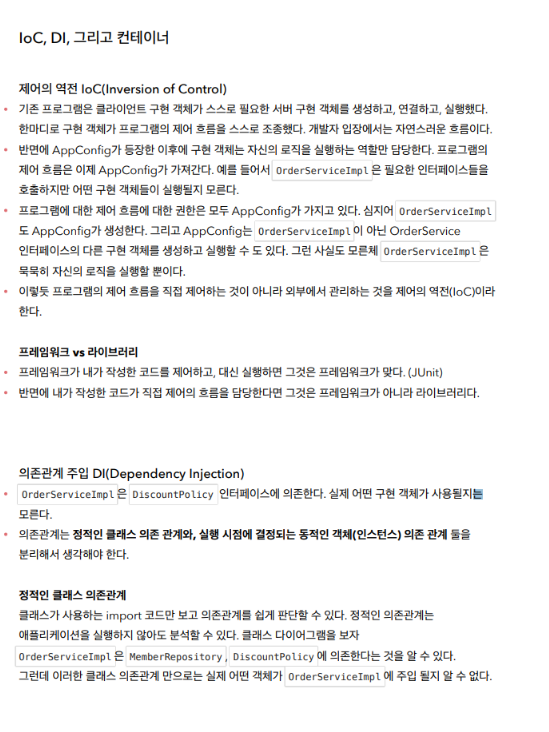 IoC, DI, 그리고 컨테이너
제어의 역전 IoC(Inversion of Control)
• 기존 프로그램은 클라이언트 구현 객체가 스스로 필요한 서버 구현 객체를 생성하고, 연결하고, 실행했다.
한마디로 구현 객체가 프로그램의 제어 흐름을 스스로 조종했다. 개발자 입장에서는 자연스러운 흐름이다.
• 반면에 AppConfig가 등장한 이후에 구현 객체는 자신의 로직을 실행하는 역할만 담당한다. 프로그램의
제어 흐름은 이제 AppConfig가 가져간다. 예를 들어서 OrderServiceImpl 은 필요한 인터페이스들을
호출하지만 어떤 구현 객체들이 실행될지 모른다.
• 프로그램에 대한 제어 흐름에 대한 권한은 모두 AppConfig가 가지고 있다. 심지어 OrderServiceImpl
도 AppConfig가 생성한다. 그리고 AppConfig는 OrderServiceImpl 이 아닌 OrderService
인터페이스의 다른 구현 객체를 생성하고 실행할 수 도 있다. 그런 사실도 모른체 OrderServiceImpl 은
묵묵히 자신의 로직을 실행할 뿐이다.
• 이렇듯 프로그램의 제어 흐름을 직접 제어하는 것이 아니라 외부에서 관리하는 것을 제어의 역전(IoC)이라
한다.
프레임워크 vs 라이브러리
• 프레임워크가 내가 작성한 코드를 제어하고, 대신 실행하면 그것은 프레임워크가 맞다. (JUnit)
• 반면에 내가 작성한 코드가 직접 제어의 흐름을 담당한다면 그것은 프레임워크가 아니라 라이브러리다.
의존관계 주입 DI(Dependency Injection)
• OrderServiceImpl 은 DiscountPolicy 인터페이스에 의존한다. 실제 어떤 구현 객체가 사용될지는
모른다.
• 의존관계는 정적인 클래스 의존 관계와, 실행 시점에 결정되는 동적인 객체(인스턴스) 의존 관계 둘을
분리해서 생각해야 한다.
정적인 클래스 의존관계
클래스가 사용하는 import 코드만 보고 의존관계를 쉽게 판단할 수 있다. 정적인 의존관계는
애플리케이션을 실행하지 않아도 분석할 수 있다. 클래스 다이어그램을 보자
OrderServiceImpl 은 MemberRepository , DiscountPolicy 에 의존한다는 것을 알 수 있다.
그런데 이러한 클래스 의존관계 만으로는 실제 어떤 객체가 OrderServiceImpl 에 주입 될지 알 수 없다.